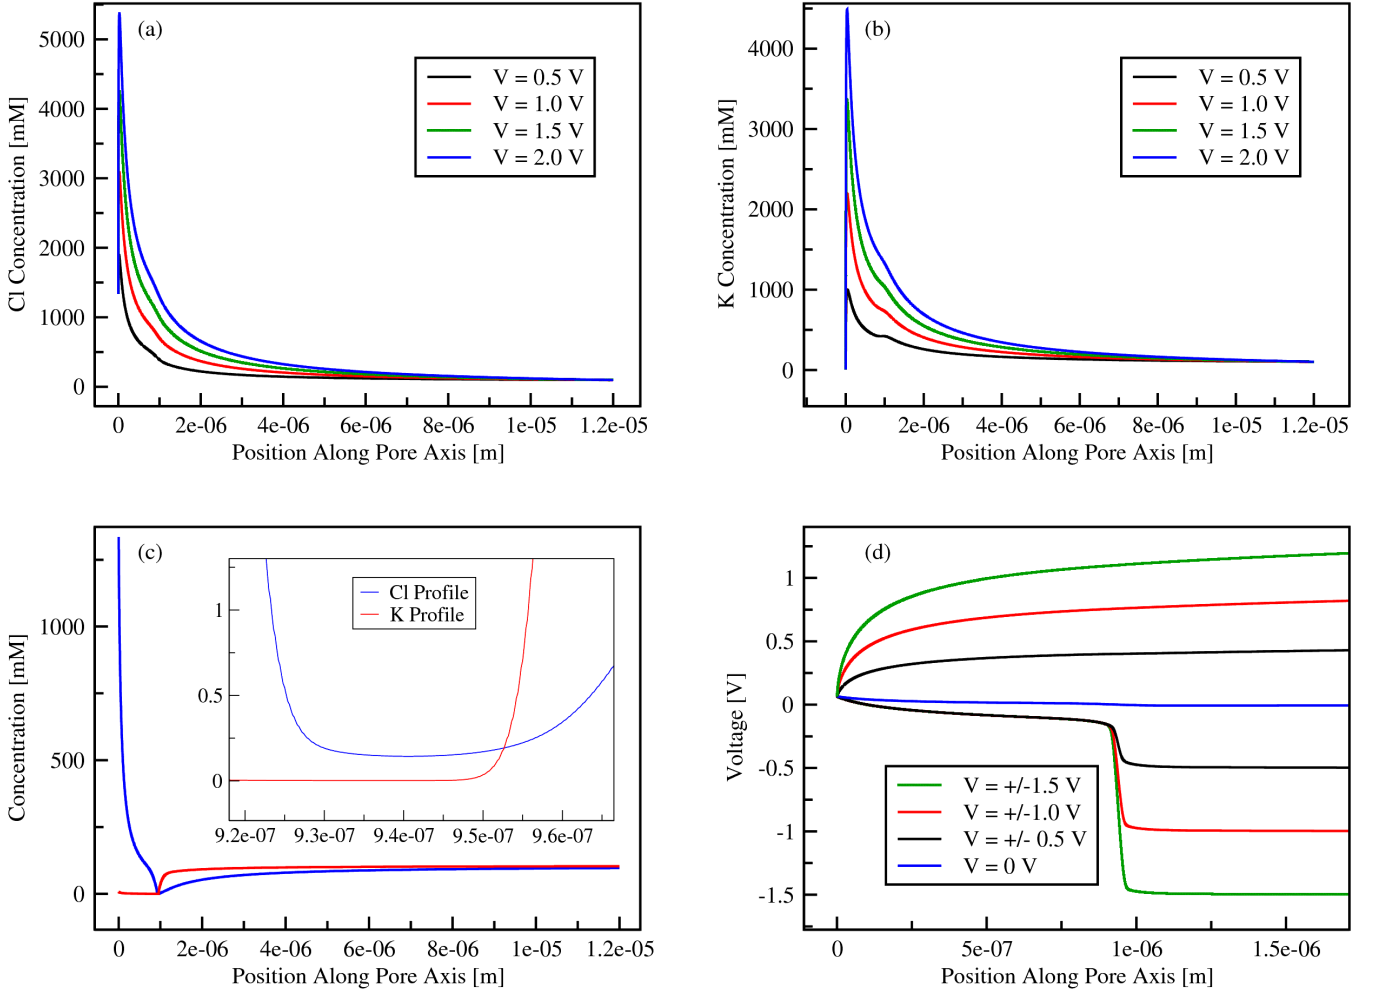 (a)
Cl Concentration [mM]
5000
4000
3000
2000
1000
0
V = 0.5 V
V = 1.0 V
V = 1.5 V
V = 2.0 V
0 2e-06 4e-06 6e-06 8e-06 1e-05 1.2e-05
Position Along Pore Axis [m]
(b)
K Concentration [mM]
4000
3000
2000
1000
0
V = 0.5 V
V = 1.0 V
V = 1.5 V
V = 2.0 V
0 2e-06 4e-06 6e-06 8e-06 1e-05 1.2e-05
Position Along Pore Axis [m]
(c)
Concentration [mM]
1000
500
0
1
0.5
0
Cl Profile
K Profile
9.2e-07 9.3e-07 9.4e-07 9.5e-07 9.6e-07
0 2e-06 4e-06 6e-06 8e-06 1e-05 1.2e-05
Position Along Pore Axis [m]
(d)
Voltage [V]
1
0.5
0
-0.5
-1
-1.5
V = +/-1.5 V
V = +/-1.0 V
V = +/- 0.5 V
V = 0 V
0 5e-07 1e-06 1.5e-06
Position Along Pore Axis [m]